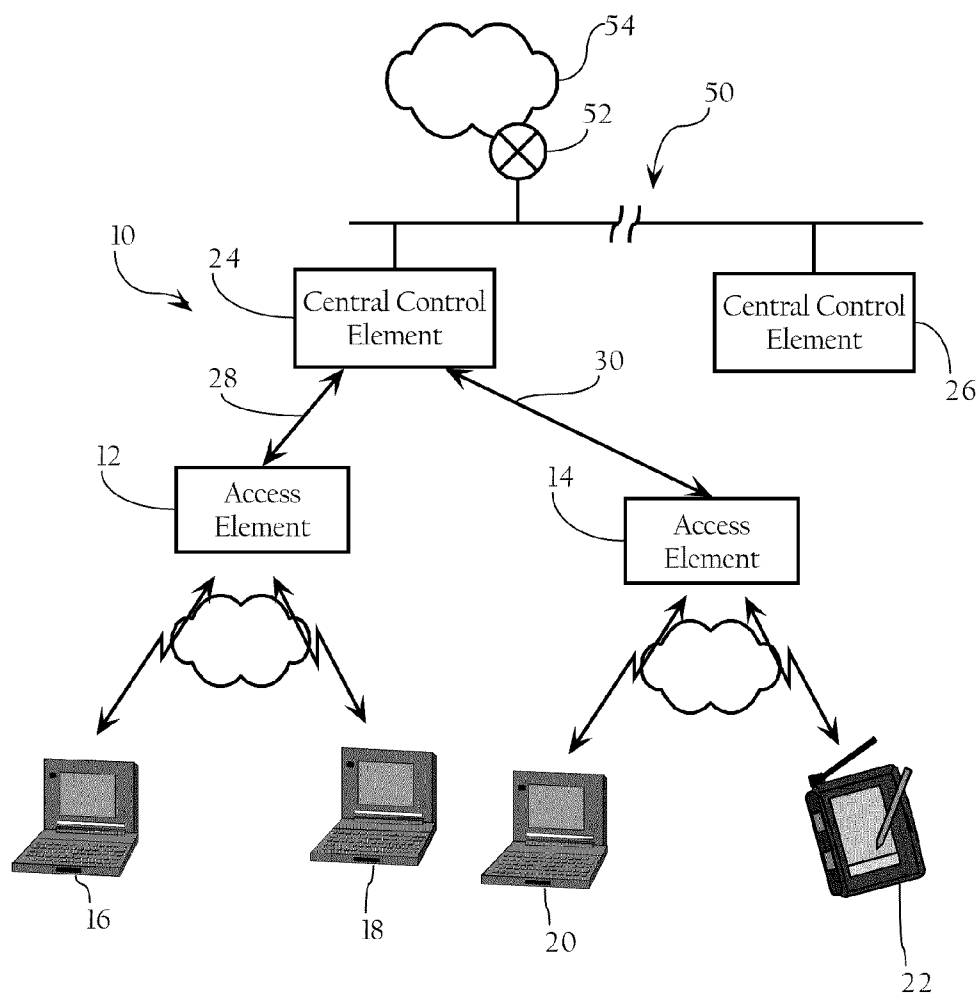 54
52
50
10
24
Central Control
Element
Central Control
Element
26
28
30
12
Access
Element
14
Access
Element
16
18
20
22